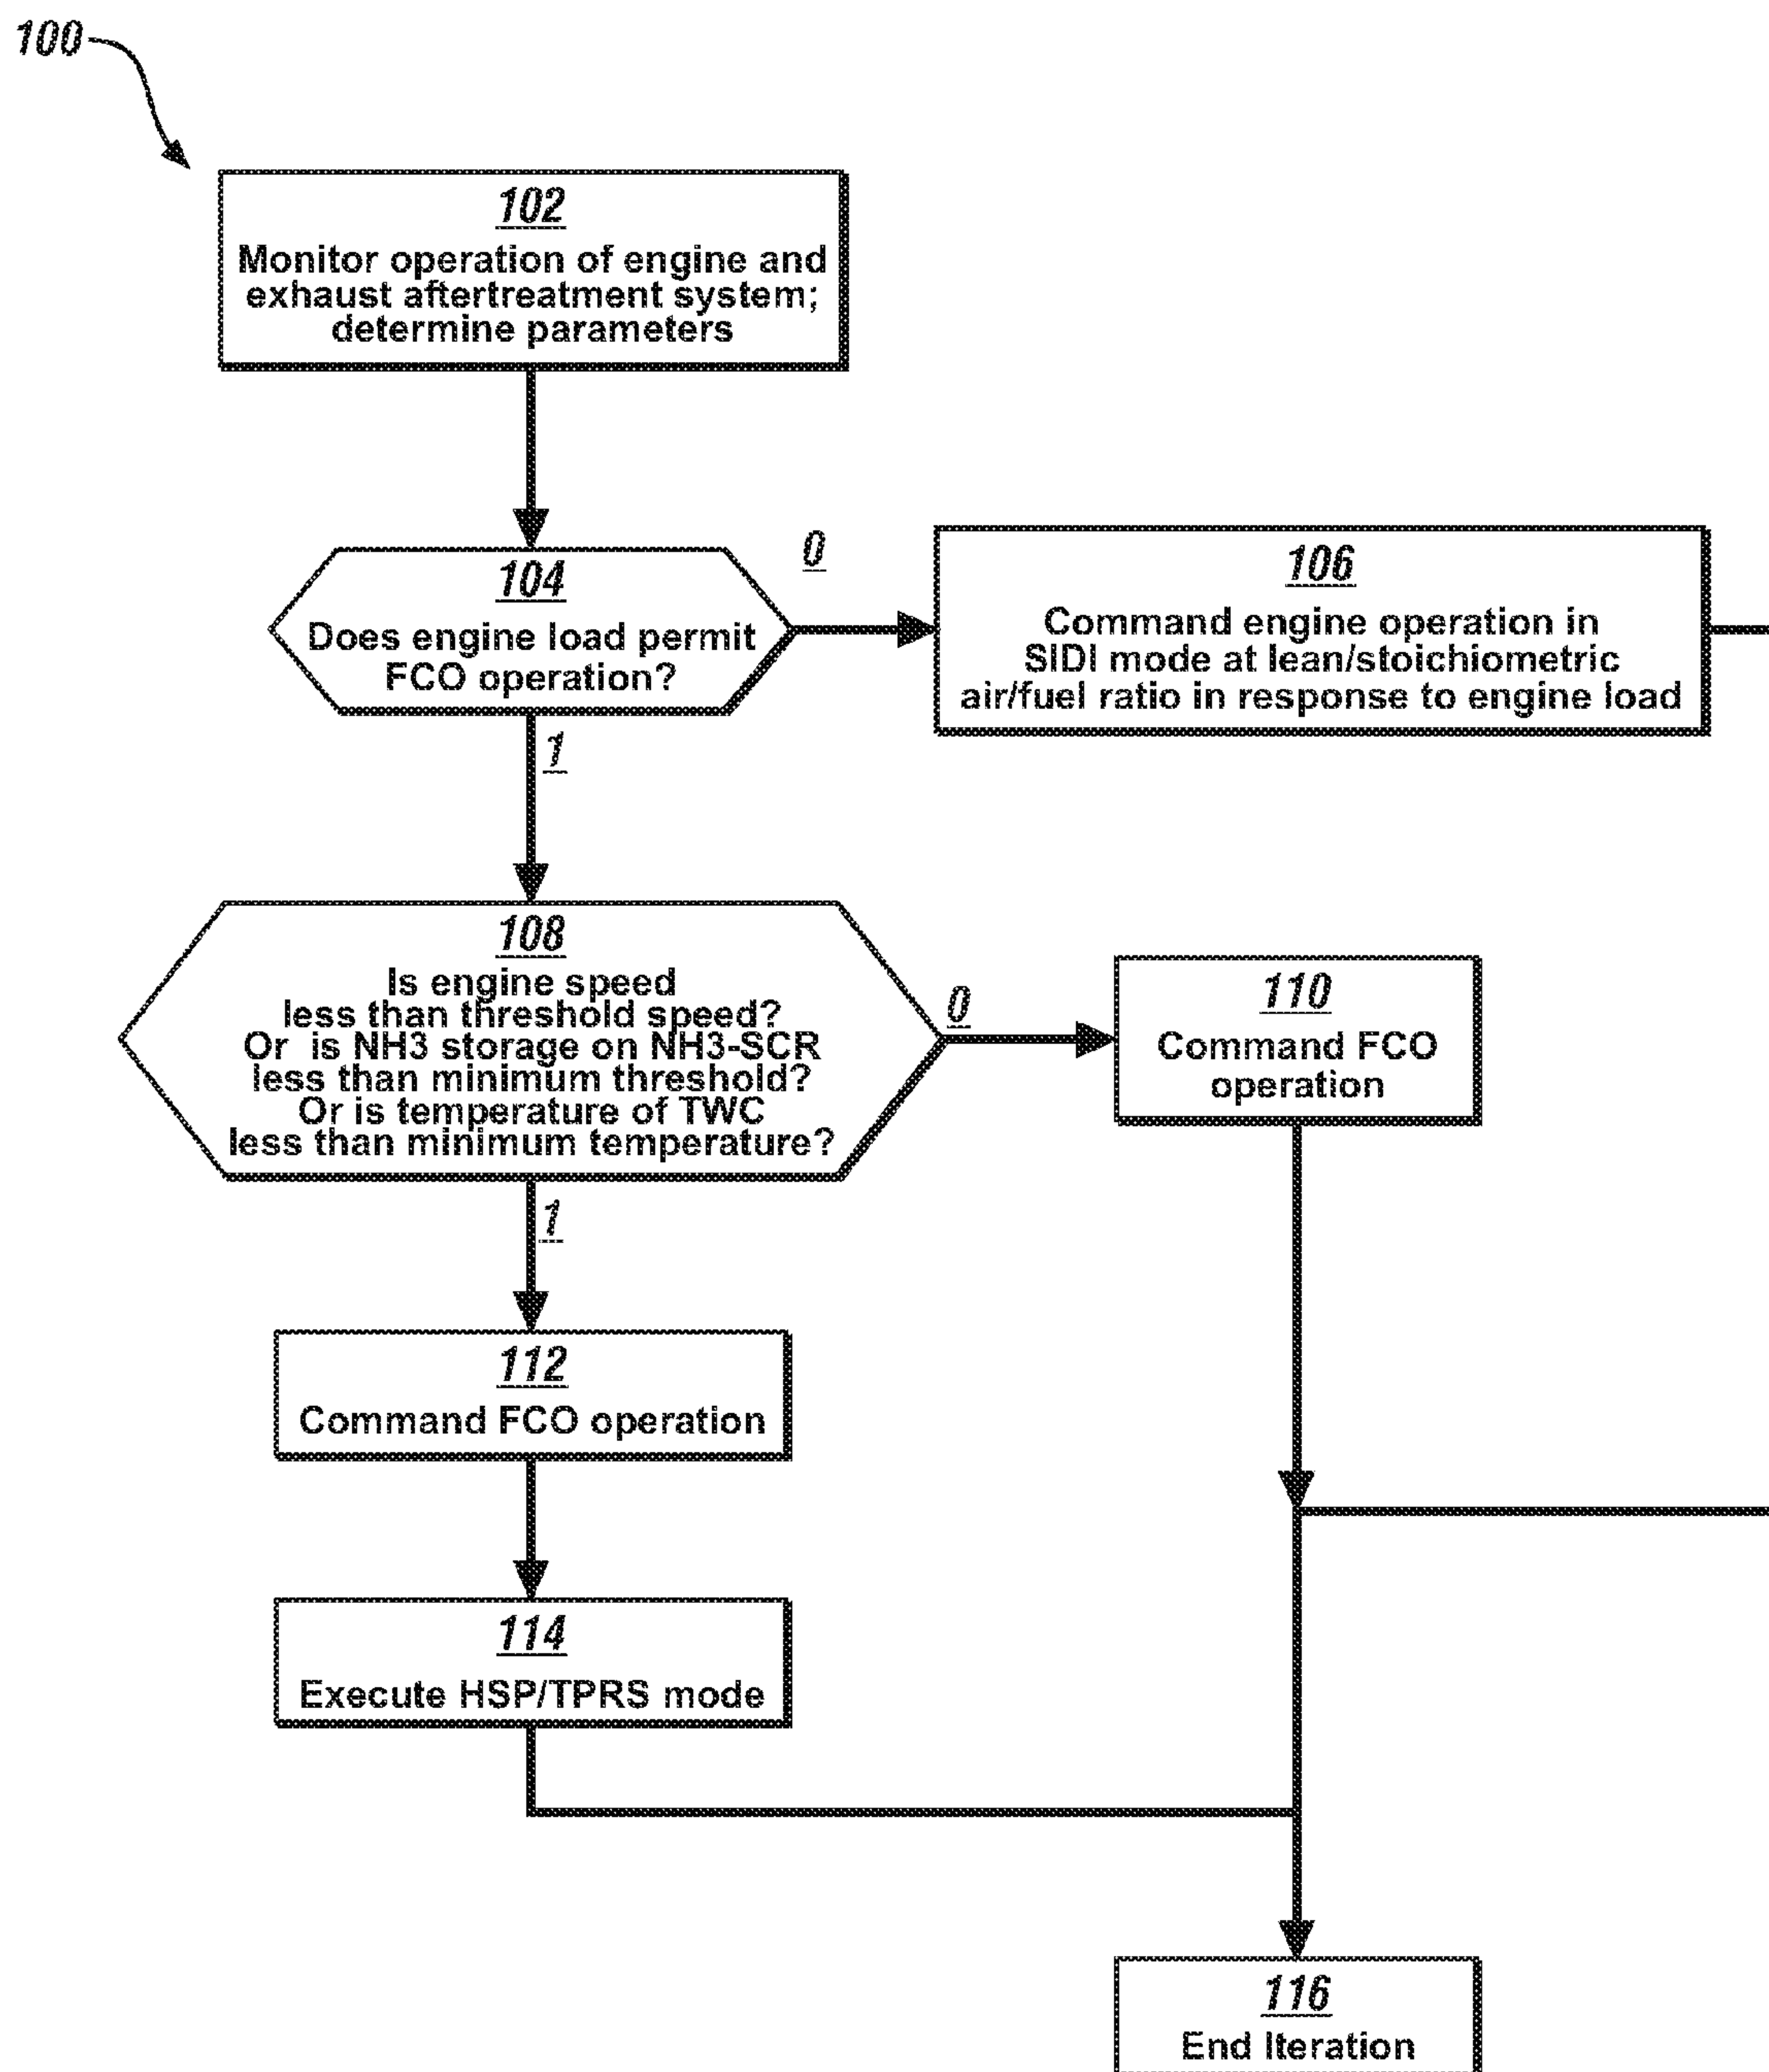 100
102
Monitor operation of engine and
exhaust aftertreatment system;
determine parameters
104
Does engine load permit
FCO operation?
0
106
Command engine operation in
SIDI mode at lean/stoichiometric
air/fuel ratio in response to engine load
1
108
Is engine speed
less than threshold speed?
Or is NH3 storage on NH3-SCR
less than minimum threshold?
Or is temperature of TWC
less than minimum temperature?
0
110
Command FCO
operation
1
112
Command FCO operation
114
Execute HSP/TPRS mode
116
End Iteration